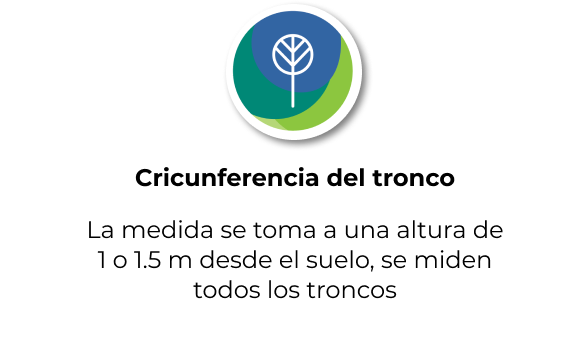 Cricunferencia del tronco
La medida se toma a una altura de
1 o 1.5 m desde el suelo, se miden
todos los troncos